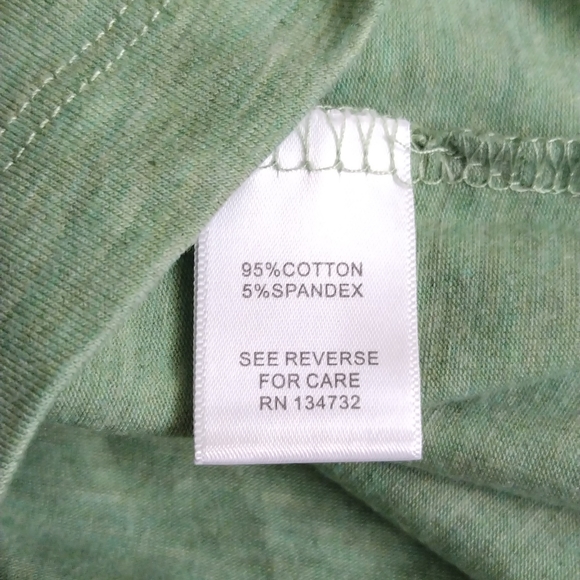 95%COTTON
5%SPANDEX
SEE REVERSE
FOR CARE
RN 134732